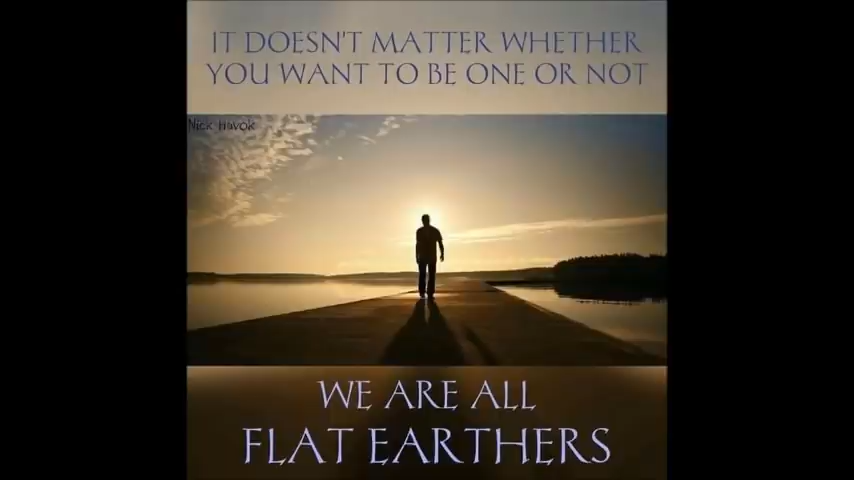 IT DOESN'T MATTER WHETHER
YOU WANT TO BE ONE OR NOT
Nick Havok
WE ARE ALL
FLAT EARTHERS